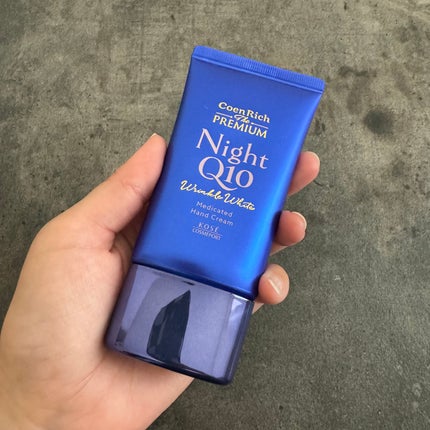 Coen Rich
The
PREMIUM
Night
Q10
Wrinkle White
Medicated
Hand Cream
KOSÉ
COSMEPORT